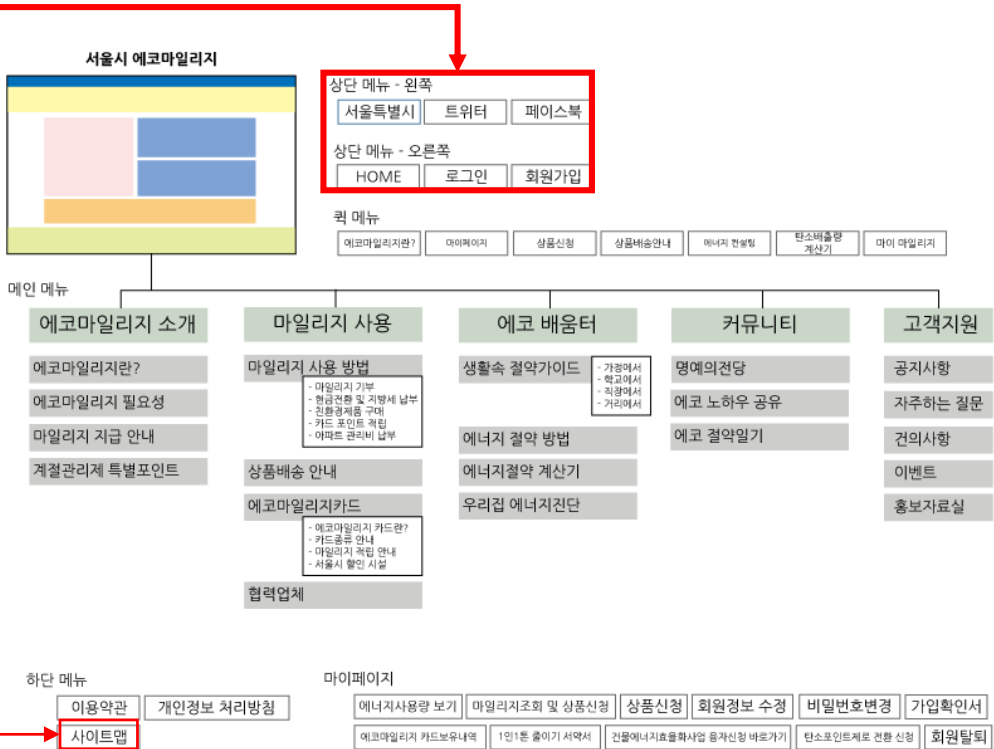 서울시 에코마일리지
상단 메뉴 - 왼쪽
서울특별시 트위터 페이스북
상단 메뉴 - 오른쪽
HOME 로그인 회원가입
퀵 메뉴
에코마일리지란? 마이페이지 상품신청 상품배송안내 에너지 컨설팅 탄소배출량 마이 마일리지
계산기
메인 메뉴
에코마일리지 소개
에코마일리지란?
에코마일리지 필요성
마일리지 지급 안내
계절관리제 특별포인트
마일리지 사용
마일리지 사용 방법
- 마일리지 기부
- 현금전환 및 지방세 납부
- 친환경제품 구매
- 카드 포인트 적립
- 아파트 관리비 납부
상품배송 안내
에코마일리지카드
- 에코마일리지 카드란?
- 카드종류 안내
- 마일리지 적립 안내
- 서울시 할인 시설
협력업체
에코 배움터
생활속 절약가이드
- 가정에서
- 학교에서
- 직장에서
- 거리에서
에너지 절약 방법
에너지절약 계산기
우리집 에너지진단
커뮤니티
명예의전당
에코 노하우 공유
에코 절약일기
고객지원
공지사항
자주하는 질문
건의사항
이벤트
홍보자료실
하단 메뉴
이용약관 개인정보 처리방침
사이트맵
마이페이지
에너지사용량 보기 마일리지조회 및 상품신청 상품신청 회원정보 수정 비밀번호변경 가입확인서
에코마일리지 카드보유내역 1인1톤 줄이기 서약서 건물에너지효율화사업 융자신청 바로가기 탄소포인트제로 전환 신청 회원탈퇴